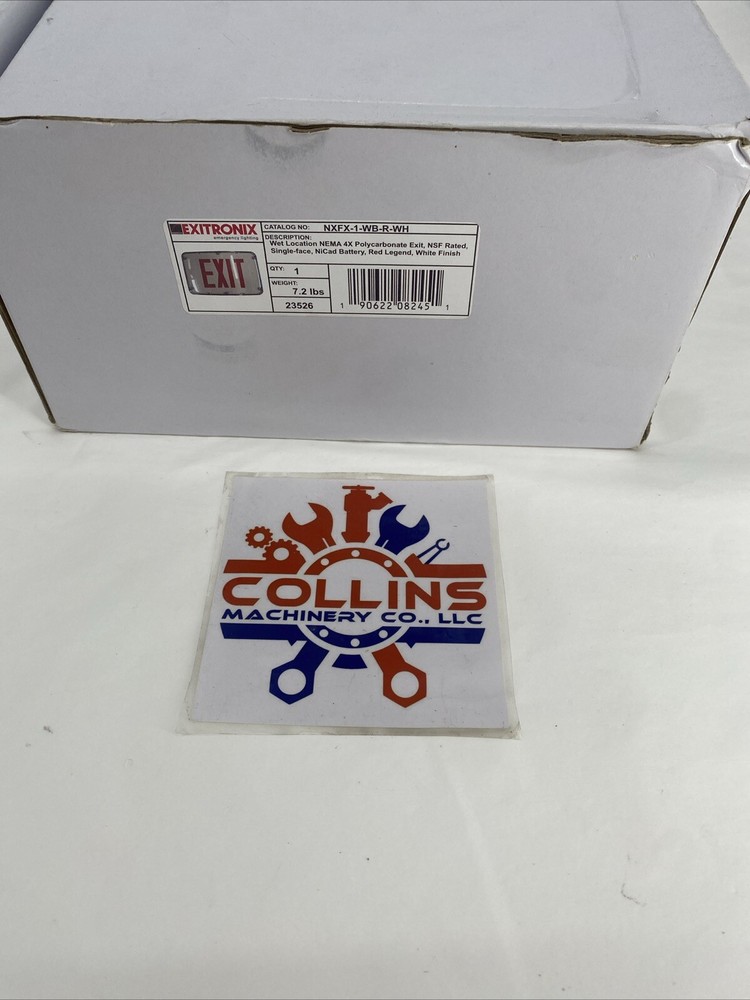 EXITRONIX
emergency lighting
CATALOG NO: NXFX-1-WB-R-WH
DESCRIPTION:
Wet Location NEMA 4X Polycarbonate Exit, NSF Rated,
Single-face, NiCad Battery, Red Legend, White Finish
EXIT
QTY: 1
WEIGHT:
7.2 lbs
23526
1 90622 08245 1
COLLINS
MACHINERY CO., LLC